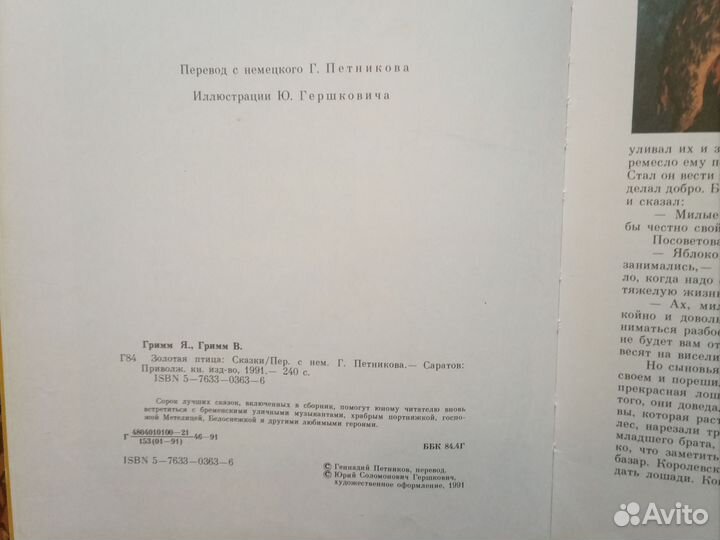 Перевод с немецкого Г. Петникова
Иллюстрации Ю. Гершковича
Гримм Я., Гримм В.
Г84 Золотая птица: Сказки/Пер. с нем. Г. Петникова.— Саратов:
Приволж. кн. изд-во, 1991.— 240 с.
ISBN 5—7633—0363—6
Сорок лучших сказок, включенных в сборник, помогут юному читателю вновь
встретиться с бременскими уличными музыкантами, храбрым портняжкой, госпо-
жой Метелицей, Белоснежкой и другими любимыми героями.
Г 4804010100—21 46—91
153(01—91)
ББК 84.4Г
ISBN 5—7633—0363—6
© Геннадий Петников, перевод.
© Юрий Соломонович Гершкович,
художественное оформление, 1991
уливал их и з
ремесло ему п
Стал он вести
делал добро. Б
и сказал:
— Милые
бы честно свой
Посоветова
— Яблоко
занимались,—
ло, когда надо
тяжелую жизн
— Ах, мил
койно и доволь
ниматься разбо
не будет вам от
весят на висели
Но сыновья
своем и порешил
прекрасная лош
того, они доведа
вы, которая раст
лес, нарезали тр
младшего брата,
ко, что заметить
базар. Королевск
дать лошади. Ко
Avito